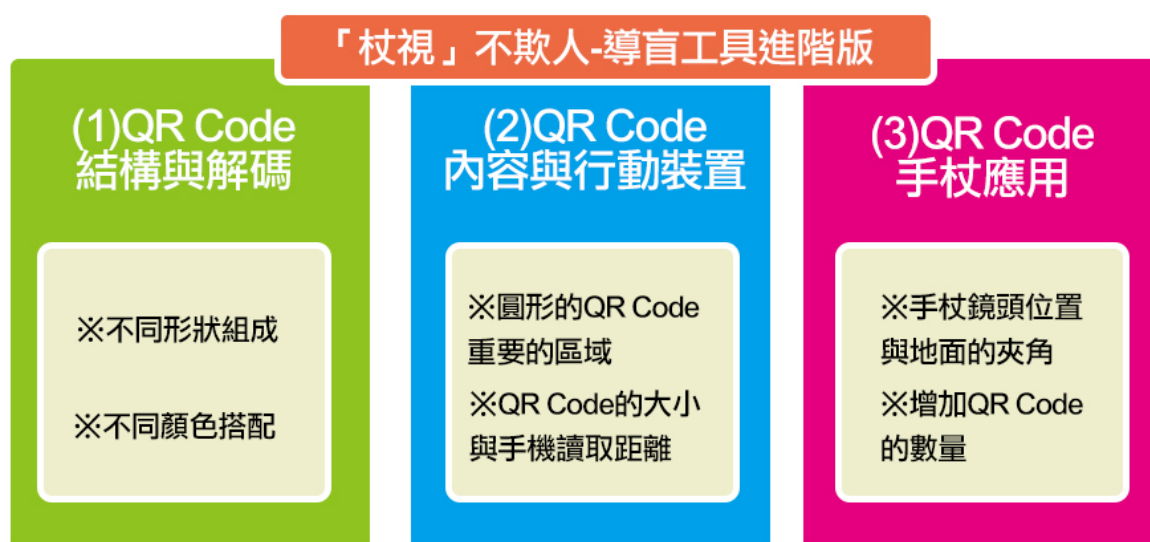 「杖視」不欺人-導盲工具進階版
(1)QR Code
結構與解碼
※不同形狀組成
※不同顏色搭配
(2)QR Code
內容與行動裝置
※圓形的QR Code
重要的區域
※QR Code的大小
與手機讀取距離
(3)QR Code
手杖應用
※手杖鏡頭位置
與地面的夾角
※增加QR Code
的數量